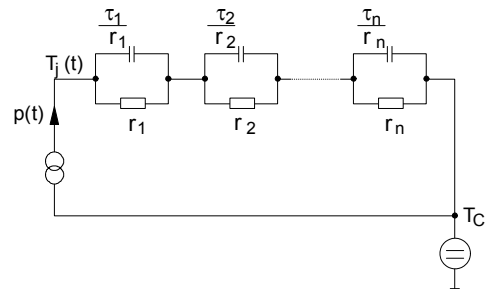 τ1 τ2 τn
r1 r2 rn
Tj (t)
r1 r2 rn
p(t)
TC